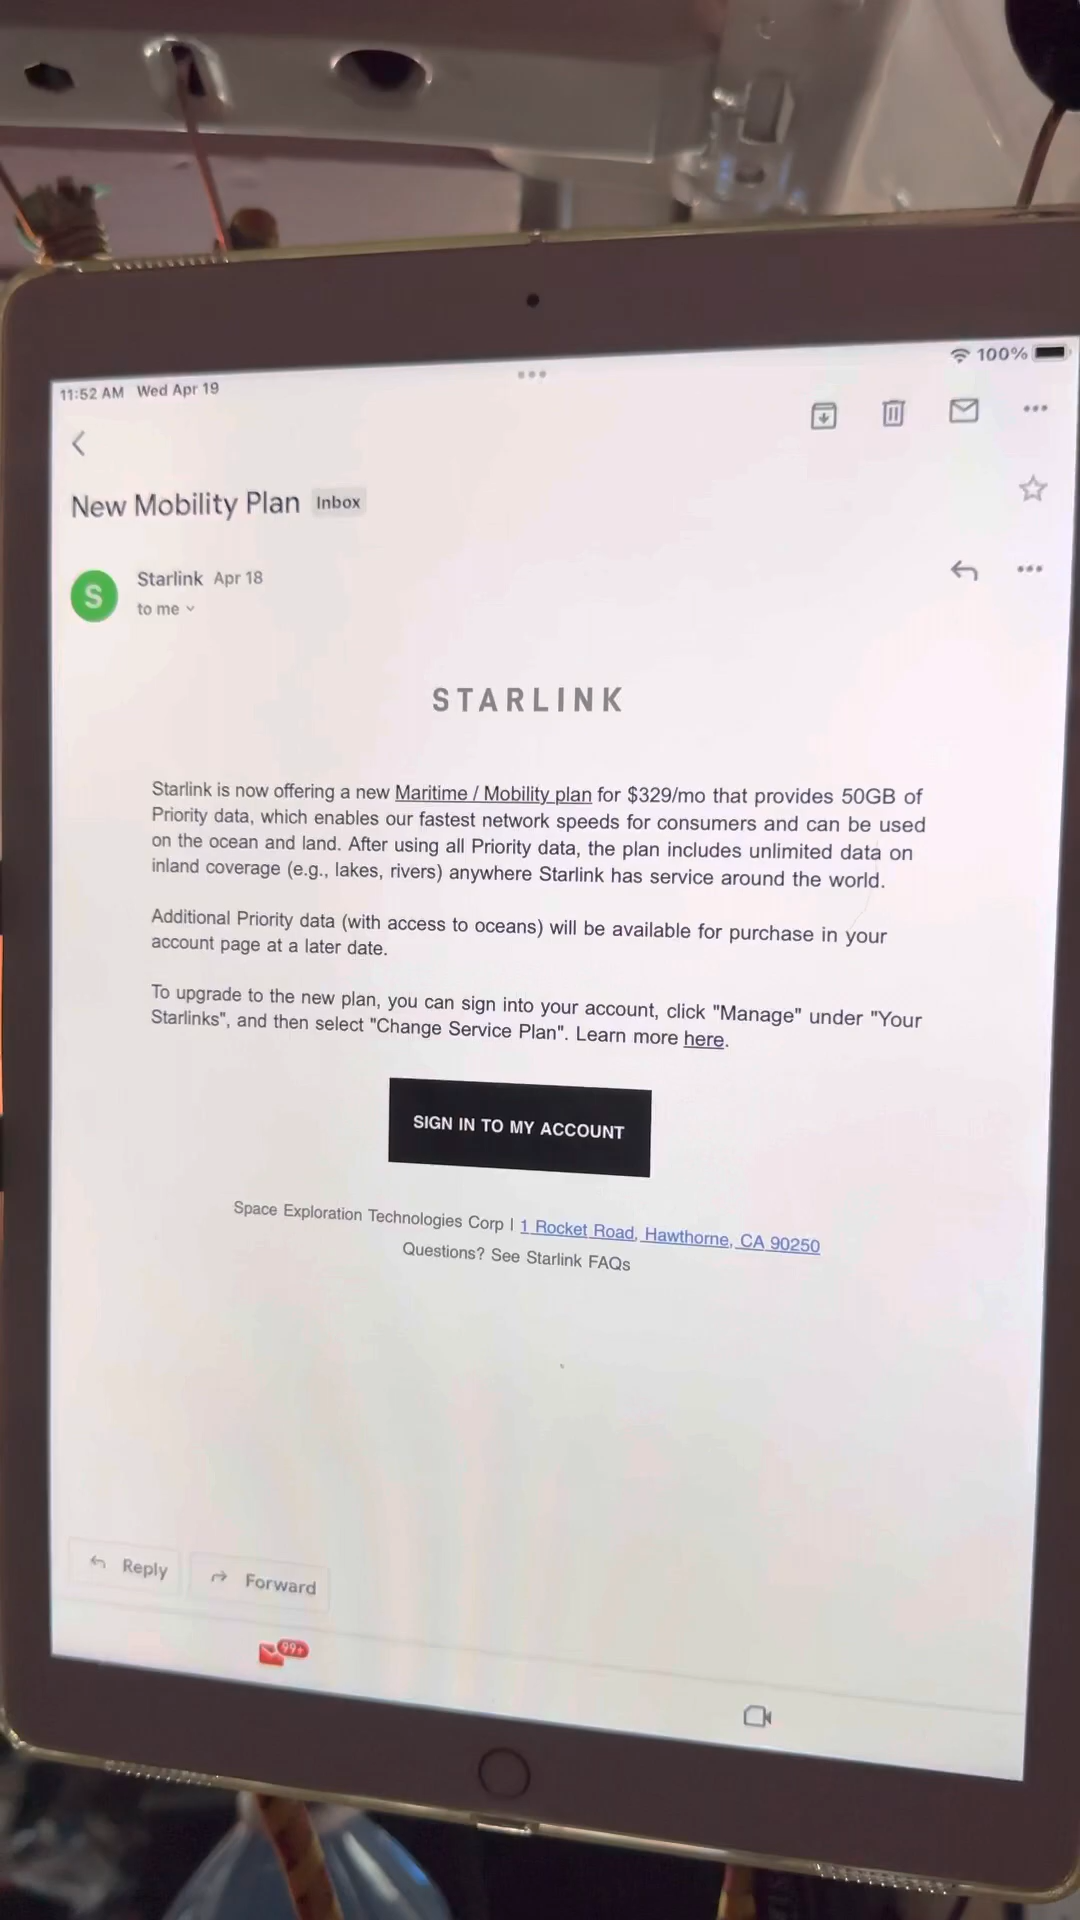 11:52 AM Wed Apr 19
100%
New Mobility Plan Inbox
S
Starlink Apr 18
to me
STARLINK
Starlink is now offering a new Maritime / Mobility plan for $329/mo that provides 50GB of
Priority data, which enables our fastest network speeds for consumers and can be used
on the ocean and land. After using all Priority data, the plan includes unlimited data on
inland coverage (e.g., lakes, rivers) anywhere Starlink has service around the world.
Additional Priority data (with access to oceans) will be available for purchase in your
account page at a later date.
To upgrade to the new plan, you can sign into your account, click "Manage" under "Your
Starlinks", and then select "Change Service Plan". Learn more here.
SIGN IN TO MY ACCOUNT
Space Exploration Technologies Corp | 1 Rocket Road, Hawthorne, CA 90250
Questions? See Starlink FAQs
Reply
Forward
99+